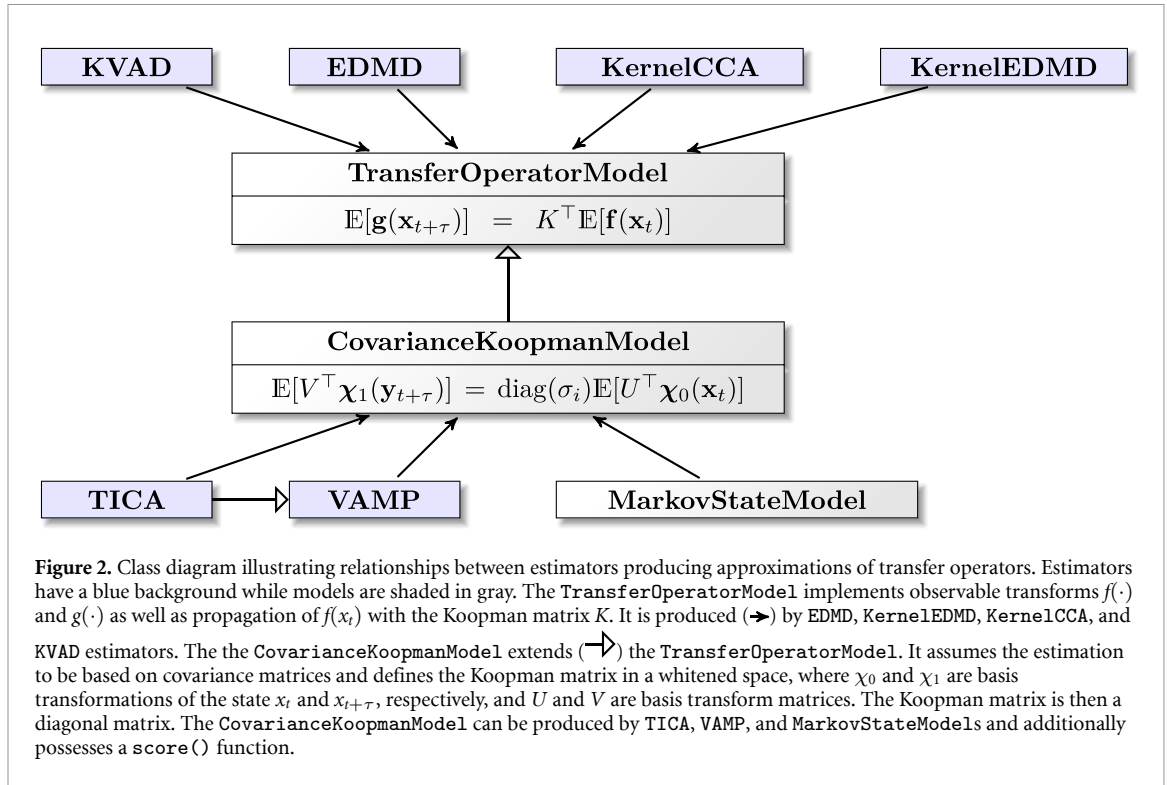 KVAD EDMD KernelCCA KernelEDMD
TransferOperatorModel
𝔼[g(x_{t+τ})] = K^⊤𝔼[f(x_t)]
CovarianceKoopmanModel
𝔼[V^⊤χ_1(y_{t+τ})] = diag(σ_i)𝔼[U^⊤χ_0(x_t)]
TICA VAMP MarkovStateModel
Figure 2. Class diagram illustrating relationships between estimators producing approximations of transfer operators. Estimators
have a blue background while models are shaded in gray. The TransferOperatorModel implements observable transforms f(·)
and g(·) as well as propagation of f(x_t) with the Koopman matrix K. It is produced (➔) by EDMD, KernelEDMD, KernelCCA, and
KVAD estimators. The the CovarianceKoopmanModel extends (—▷) the TransferOperatorModel. It assumes the estimation
to be based on covariance matrices and defines the Koopman matrix in a whitened space, where χ_0 and χ_1 are basis
transformations of the state x_t and x_{t+τ}, respectively, and U and V are basis transform matrices. The Koopman matrix is then a
diagonal matrix. The CovarianceKoopmanModel can be produced by TICA, VAMP, and MarkovStateModels and additionally
possesses a score() function.